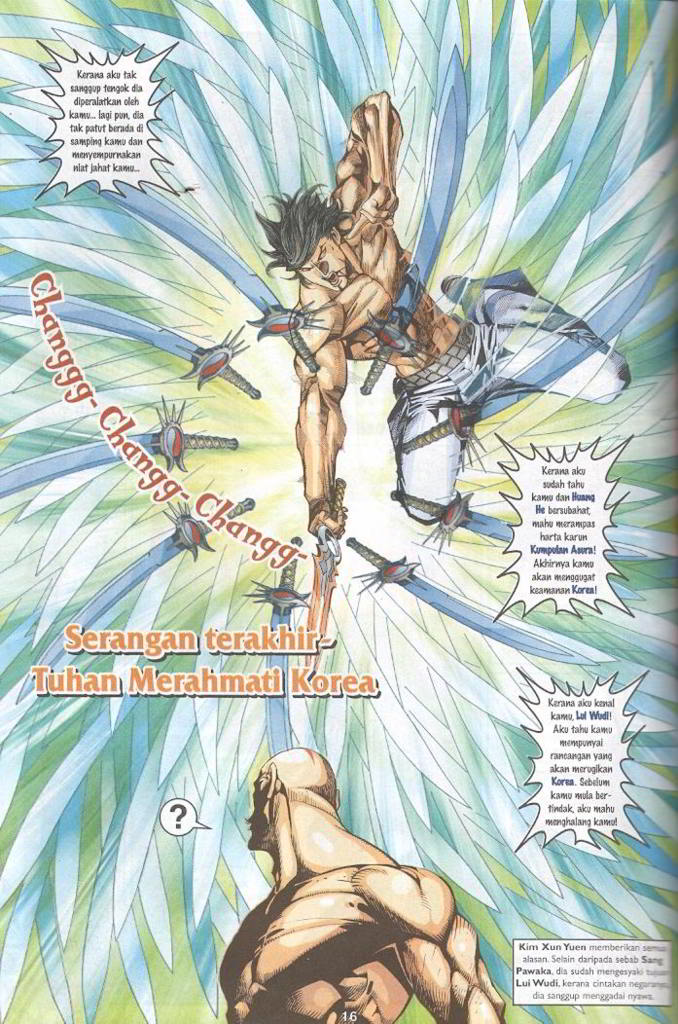 Kerana aku tak
sanggup tengok dia
diperalatkan oleh
kamu... lagi pun, dia
tak patut berada di
samping kamu dan
menyempurnakan
niat jahat kamu...
Changgg-Changg-Changg-
Kerana aku
sudah tahu
kamu dan Huang
He bersubahat,
mahu merampas
harta karun
Kumpulan Asura!
Akhirnya kamu
akan menggugat
keamanan Korea!
Serangan terakhir-
Tuhan Merahmati Korea
Kerana aku kenal
kamu, Lui Wudi!
Aku tahu kamu
mempunyai
rancangan yang
akan merugikan
Korea. Sebelum
kamu mula ber-
tindak, aku mahu
menghalang kamu!
?
Kim Xun Yuen memberikan semua
alasan. Selain daripada sebab Sang
Pawaka, dia sudah mengesyaki tujuan
Lui Wudi, kerana cintakan negaranya,
dia sanggup menggadai nyawa.
16